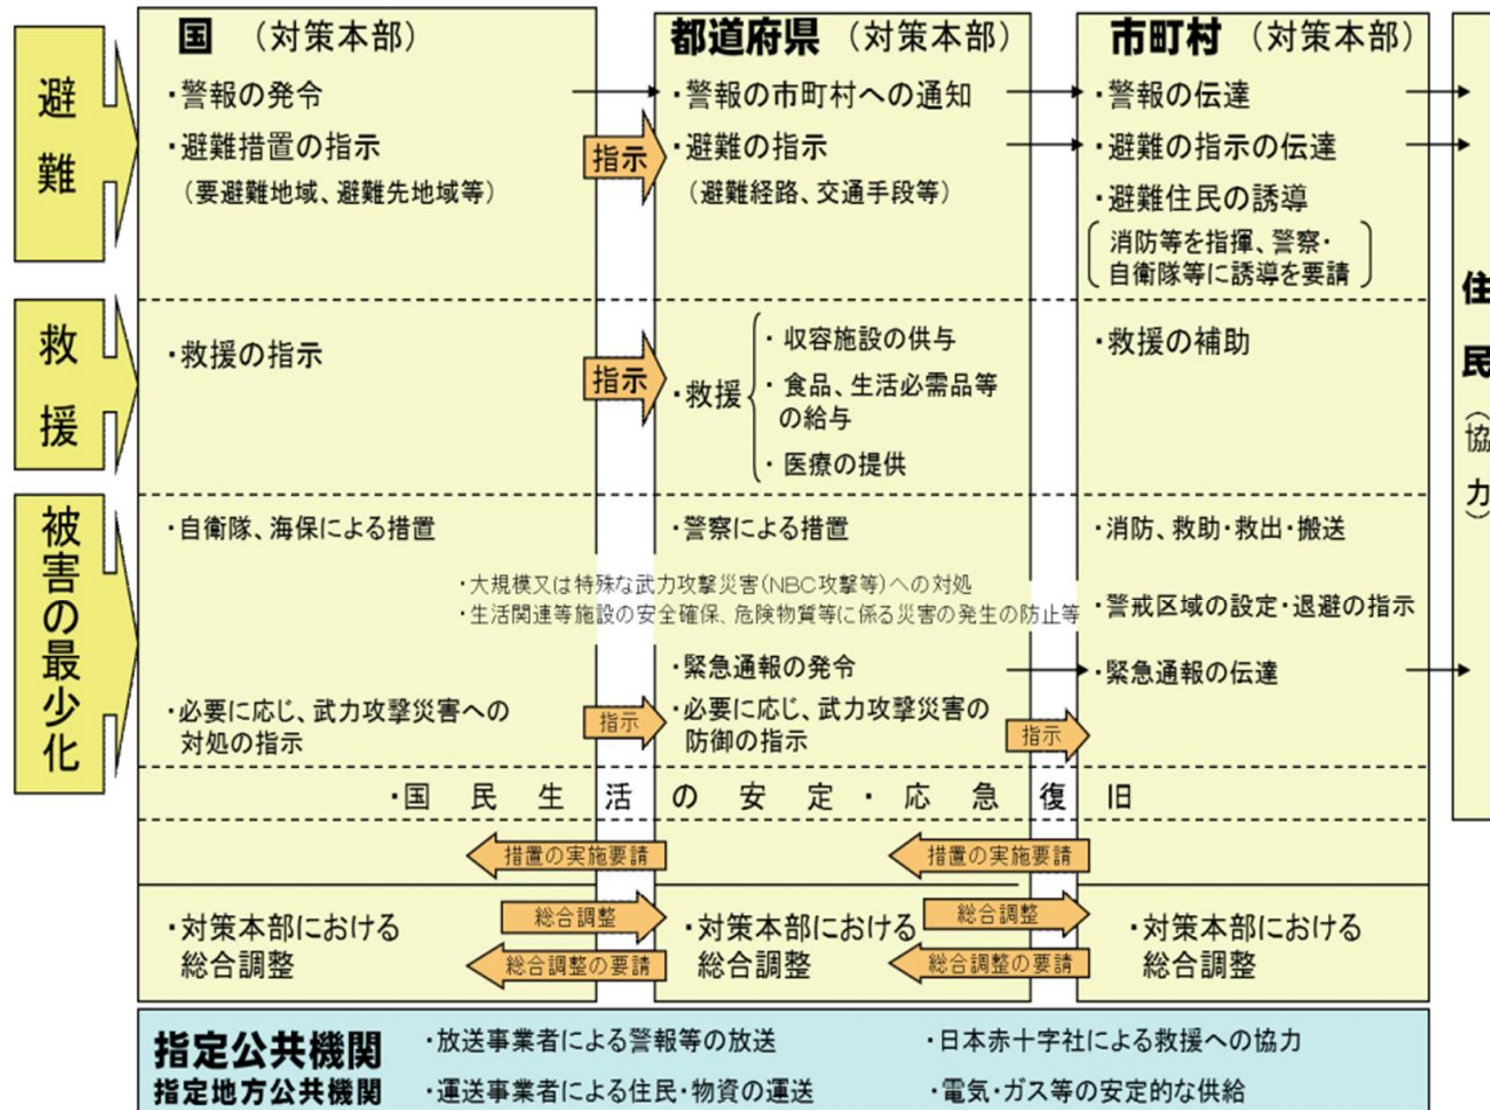 避難
国 （対策本部）
・警報の発令
・避難措置の指示
（要避難地域、避難先地域等）
指示
都道府県 （対策本部）
・警報の市町村への通知
・避難の指示
（避難経路、交通手段等）
市町村 （対策本部）
・警報の伝達
・避難の指示の伝達
・避難住民の誘導
消防等を指揮、警察・
自衛隊等に誘導を要請
住民（協力）
救援
・救援の指示
指示
・救援
・ 収容施設の供与
・ 食品、生活必需品等
の給与
・ 医療の提供
・救援の補助
被害の最少化
・自衛隊、海保による措置
・警察による措置
・消防、救助・救出・搬送
・大規模又は特殊な武力攻撃災害（NBC攻撃等）への対処
・生活関連等施設の安全確保、危険物質等に係る災害の発生の防止等
・警戒区域の設定・退避の指示
・緊急通報の発令
・緊急通報の伝達
・必要に応じ、武力攻撃災害への
対処の指示
指示
・必要に応じ、武力攻撃災害の
防御の指示
指示
・国民生活の安定・応急復旧
措置の実施要請
措置の実施要請
・対策本部における
総合調整
総合調整
総合調整の要請
・対策本部における
総合調整
総合調整
総合調整の要請
・対策本部における
総合調整
指定公共機関
指定地方公共機関
・放送事業者による警報等の放送
・日本赤十字社による救援への協力
・運送事業者による住民・物資の運送
・電気・ガス等の安定的な供給